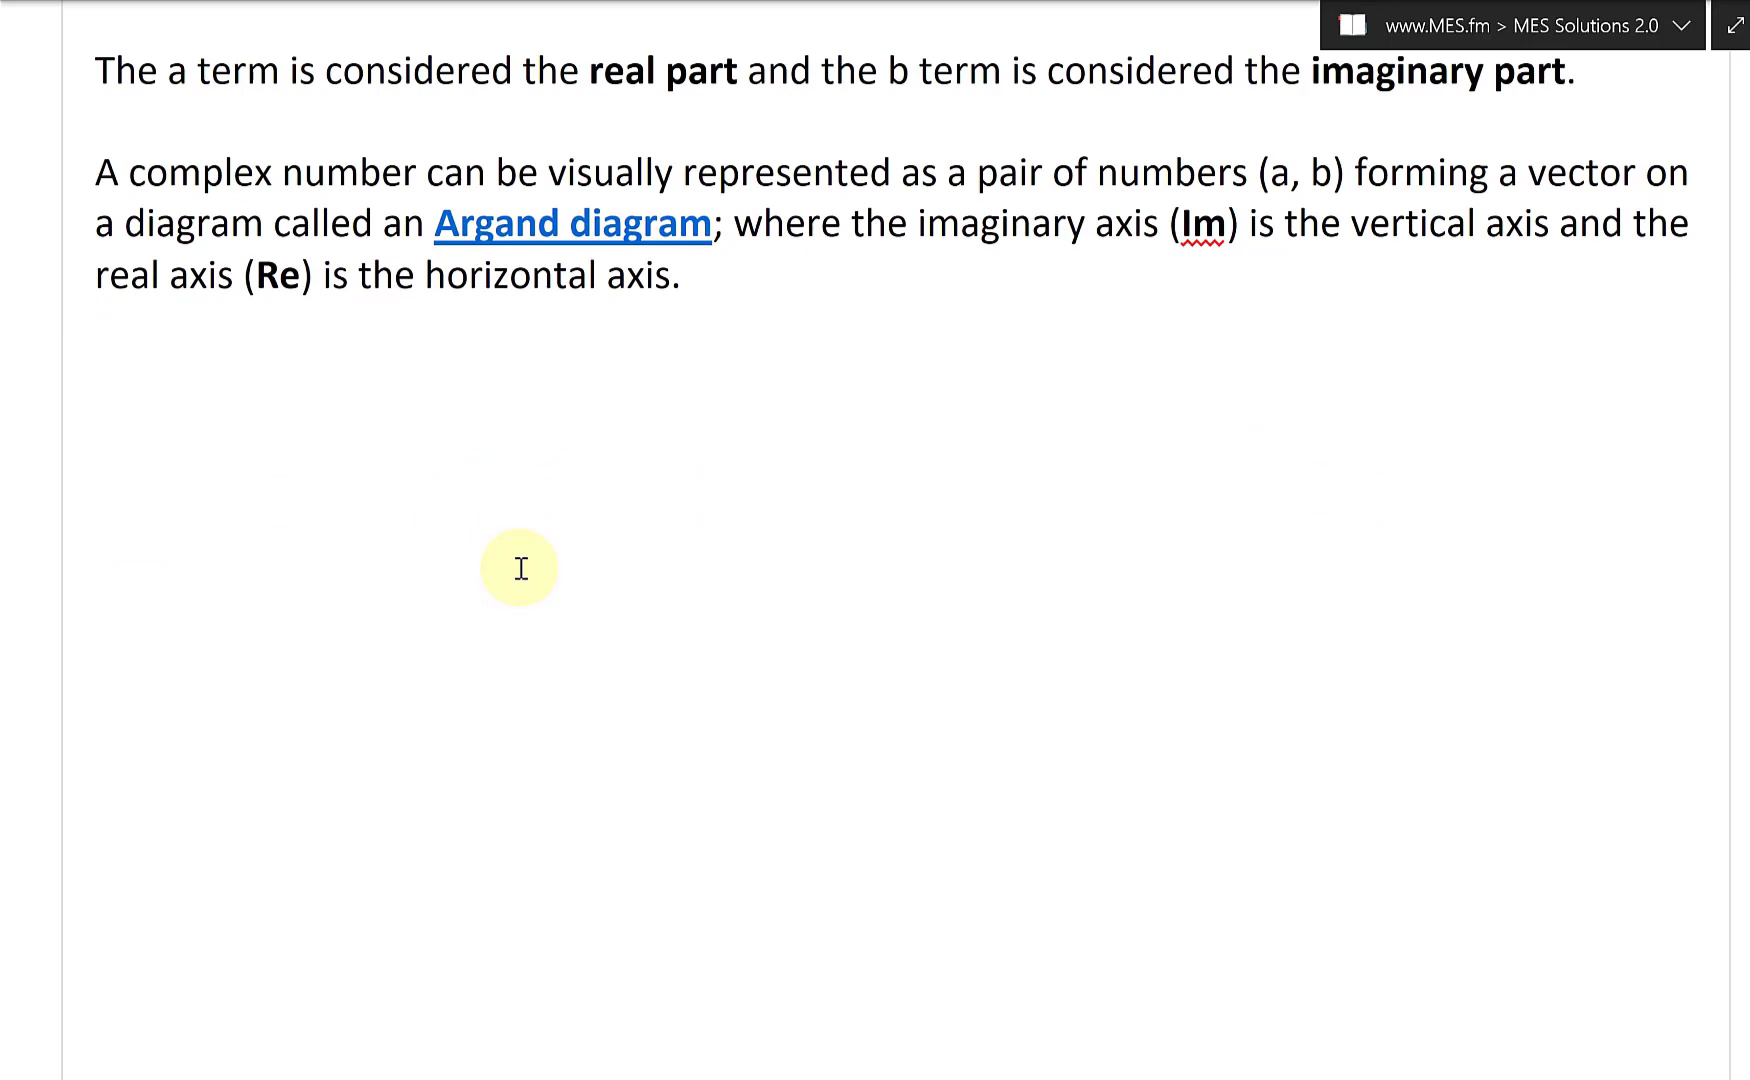 www.MES.fm > MES Solutions 2.0
The a term is considered the real part and the b term is considered the imaginary part.
A complex number can be visually represented as a pair of numbers (a, b) forming a vector on
a diagram called an Argand diagram; where the imaginary axis (Im) is the vertical axis and the
real axis (Re) is the horizontal axis.